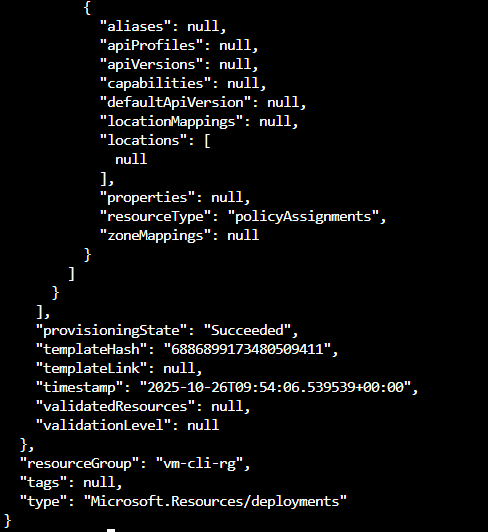 {
"aliases": null,
"apiProfiles": null,
"apiVersions": null,
"capabilities": null,
"defaultApiVersion": null,
"locationMappings": null,
"locations": [
null
],
"properties": null,
"resourceType": "policyAssignments",
"zoneMappings": null
}
]
}
],
"provisioningState": "Succeeded",
"templateHash": "6886899173480509411",
"templateLink": null,
"timestamp": "2025-10-26T09:54:06.539539+00:00",
"validatedResources": null,
"validationLevel": null
},
"resourceGroup": "vm-cli-rg",
"tags": null,
"type": "Microsoft.Resources/deployments"
}